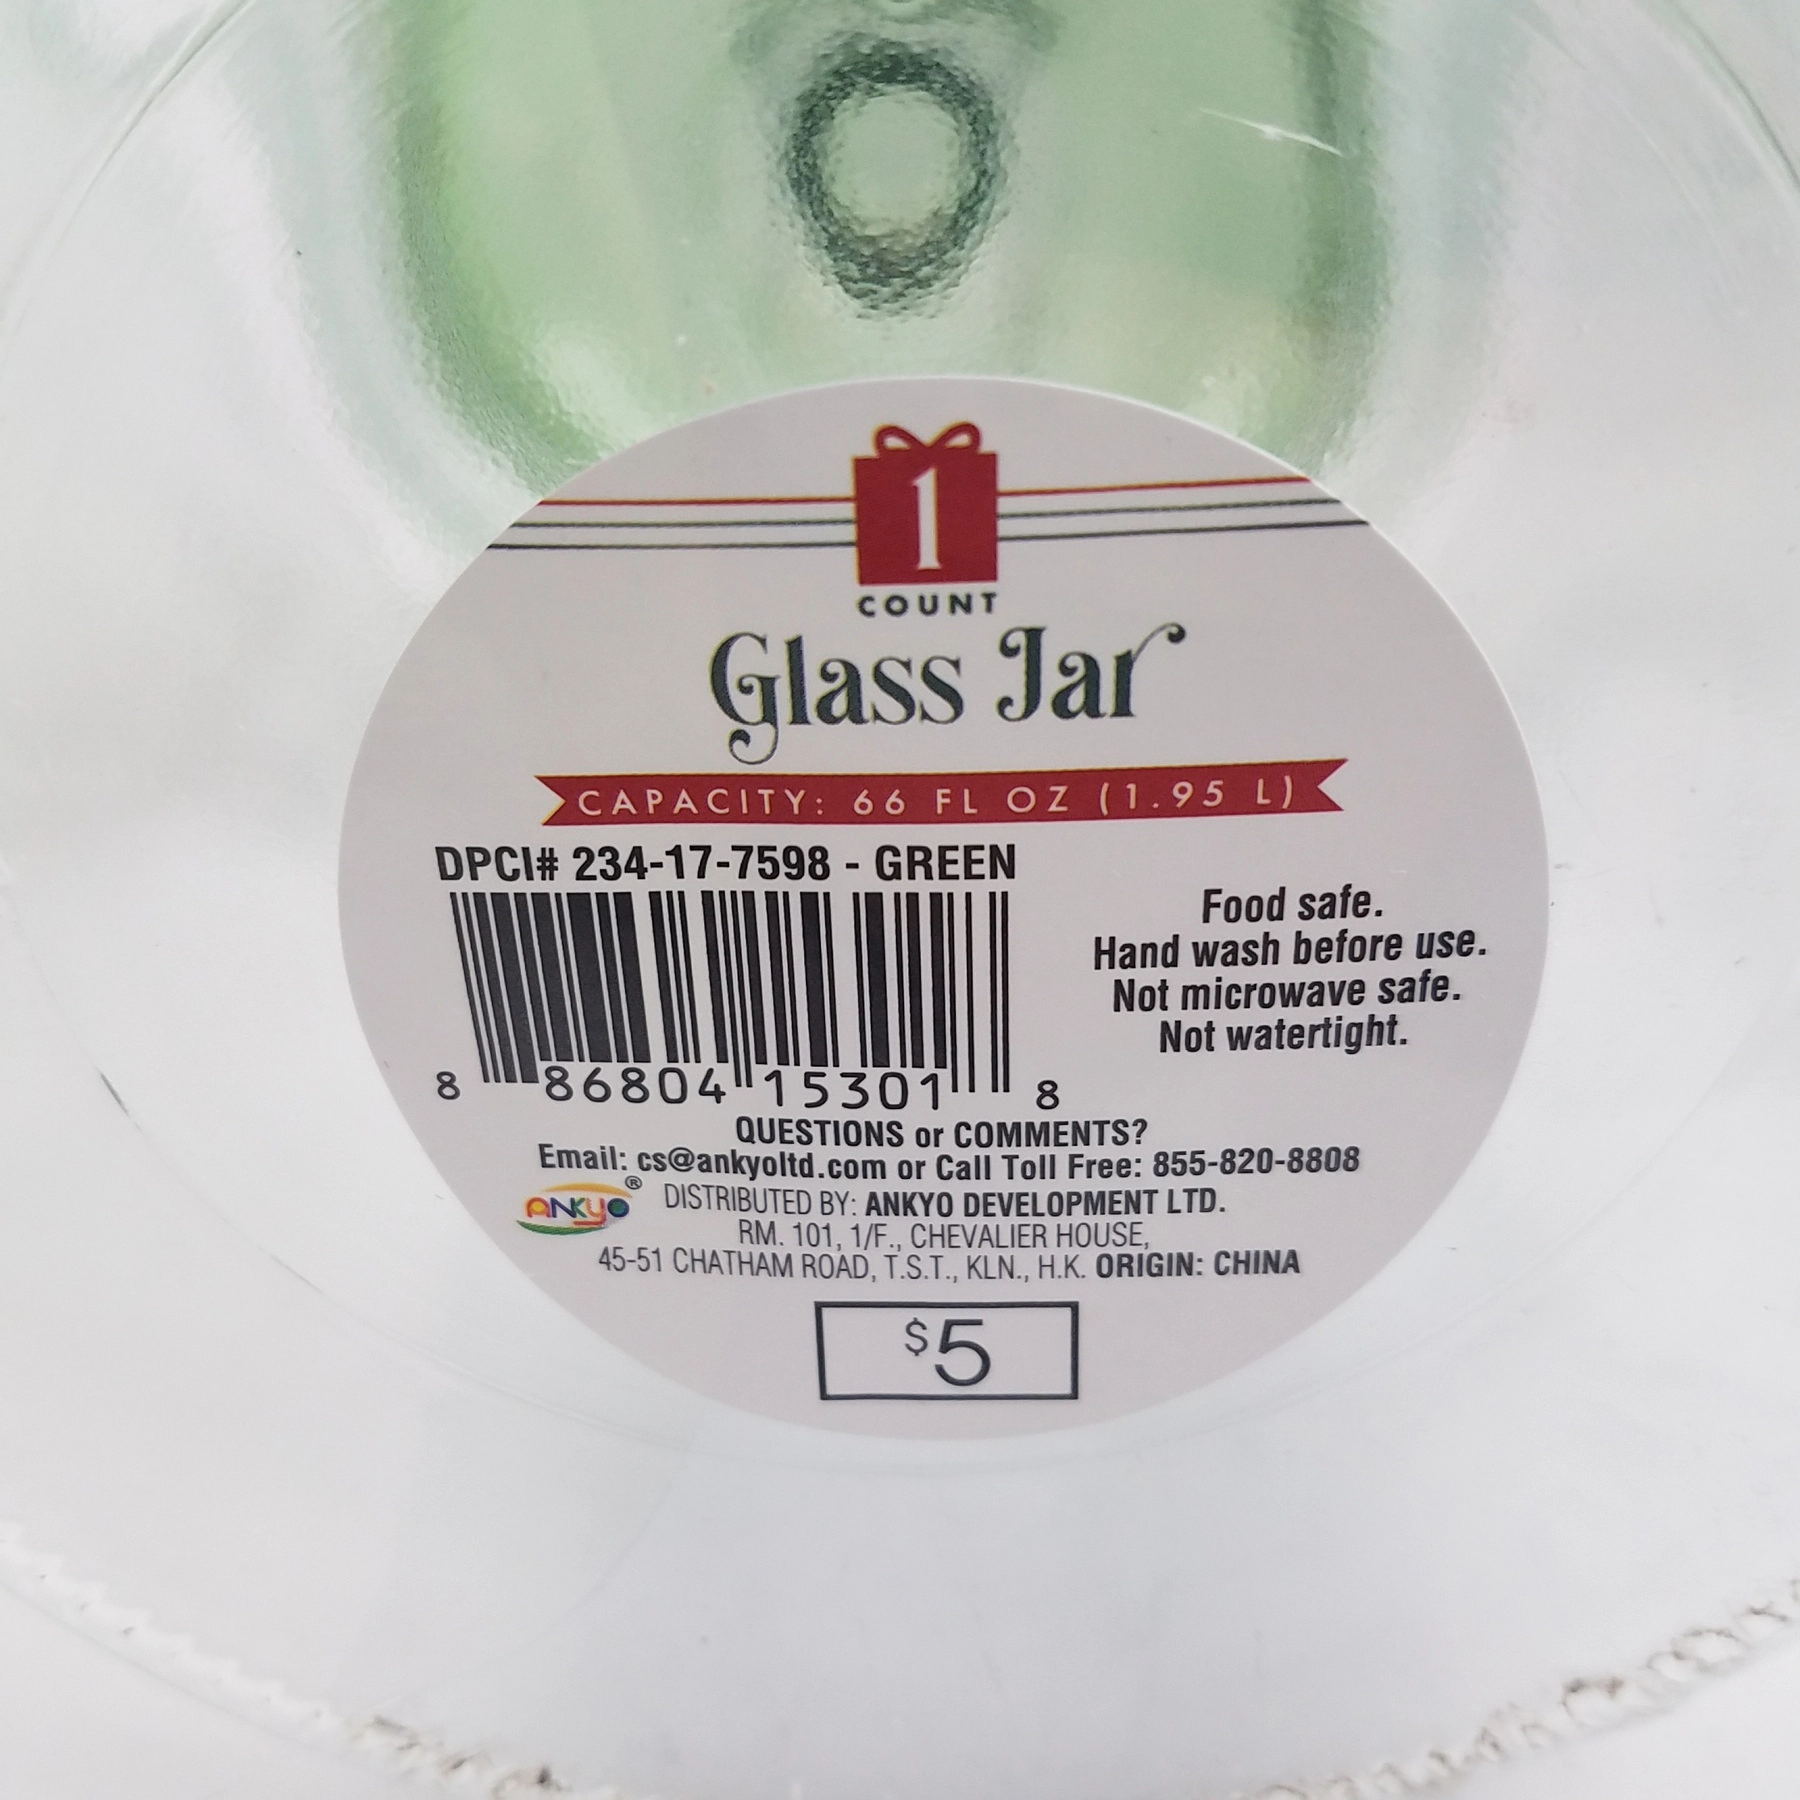 1
COUNT
Glass Jar
CAPACITY: 66 FL OZ (1.95 L)
DPCI# 234-17-7598 - GREEN
8 86804 15301 8
Food safe.
Hand wash before use.
Not microwave safe.
Not watertight.
QUESTIONS or COMMENTS?
Email: cs@ankyoltd.com or Call Toll Free: 855-820-8808
ANKYO®
DISTRIBUTED BY: ANKYO DEVELOPMENT LTD.
RM. 101, 1/F., CHEVALIER HOUSE,
45-51 CHATHAM ROAD, T.S.T., KLN., H.K. ORIGIN: CHINA
$5